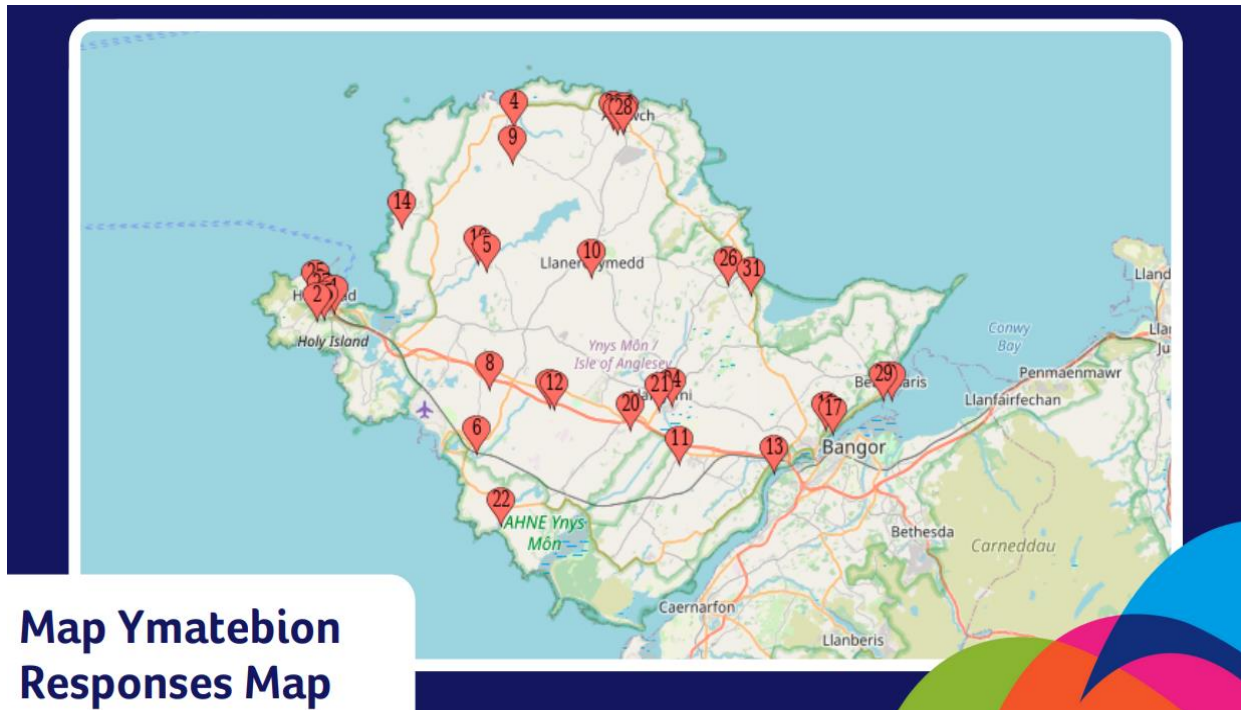 4
28
9
14
5
10
Llanerchymedd
26
31
25
2
Holy Island
Ynys Môn /
Isle of Anglesey
8
12
21
20
29
17
6
11
13
Bangor
22
AHNE Ynys
Môn
Conwy
Bay
Penmaenmawr
Llanfairfechan
Bethesda
Carneddau
Caernarfon
Llanberis
Map Ymatebion
Responses Map